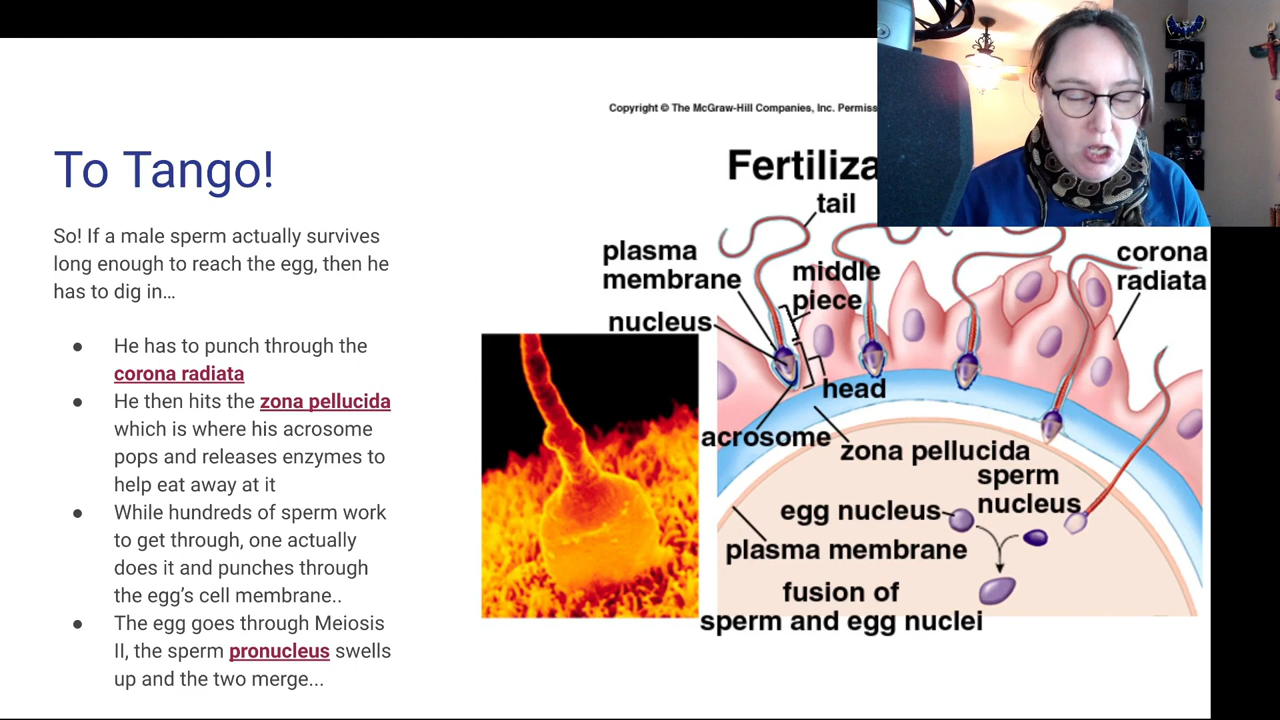 Copyright © The McGraw-Hill Companies, Inc. Permiss
To Tango!
So! If a male sperm actually survives
long enough to reach the egg, then he
has to dig in…
● He has to punch through the
corona radiata
● He then hits the zona pellucida
which is where his acrosome
pops and releases enzymes to
help eat away at it
● While hundreds of sperm work
to get through, one actually
does it and punches through
the egg’s cell membrane..
● The egg goes through Meiosis
II, the sperm pronucleus swells
up and the two merge...
Fertiliza
tail
plasma
membrane
middle
piece
corona
radiata
nucleus
head
acrosome
zona pellucida
sperm
nucleus
egg nucleus
plasma membrane
fusion of
sperm and egg nuclei